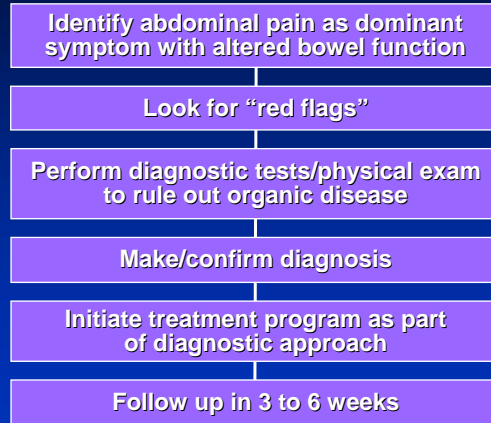 Identify abdominal pain as dominant
symptom with altered bowel function
Look for “red flags”
Perform diagnostic tests/physical exam
to rule out organic disease
Make/confirm diagnosis
Initiate treatment program as part
of diagnostic approach
Follow up in 3 to 6 weeks